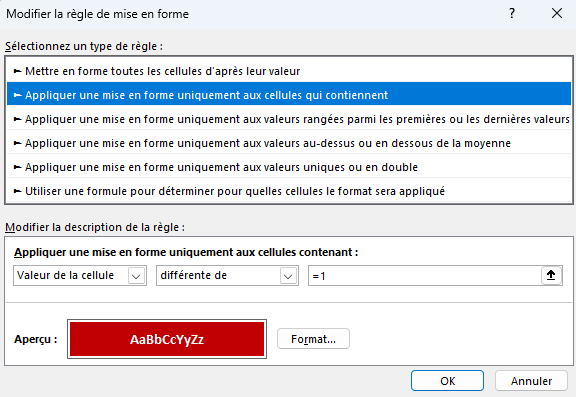 Modifier la règle de mise en forme ? ×
Sélectionnez un type de règle :
► Mettre en forme toutes les cellules d'après leur valeur
► Appliquer une mise en forme uniquement aux cellules qui contiennent
► Appliquer une mise en forme uniquement aux valeurs rangées parmi les premières ou les dernières valeurs
► Appliquer une mise en forme uniquement aux valeurs au-dessus ou en dessous de la moyenne
► Appliquer une mise en forme uniquement aux valeurs uniques ou en double
► Utiliser une formule pour déterminer pour quelles cellules le format sera appliqué
Modifier la description de la règle :
Appliquer une mise en forme uniquement aux cellules contenant :
Valeur de la cellule différente de =1
Aperçu : AaBbCcYyZz Format...
OK Annuler